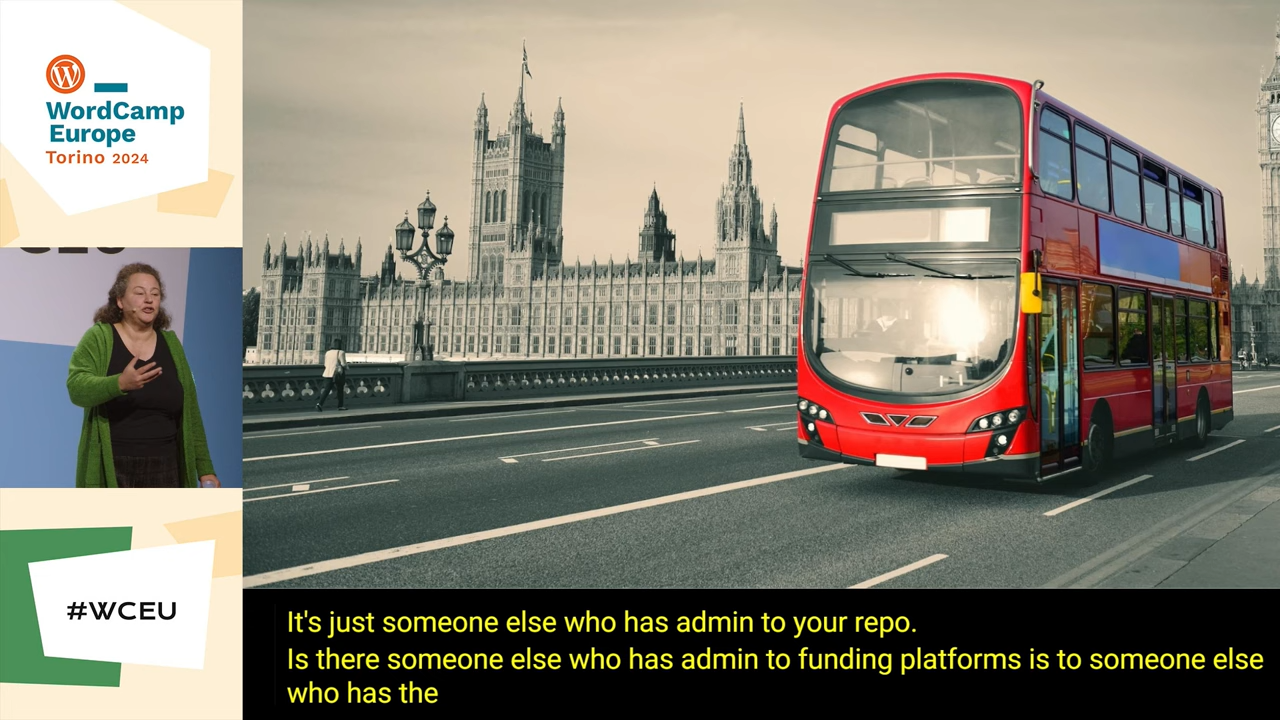 WordCamp
Europe
Torino 2024
#WCEU
It's just someone else who has admin to your repo.
Is there someone else who has admin to funding platforms is to someone else
who has the